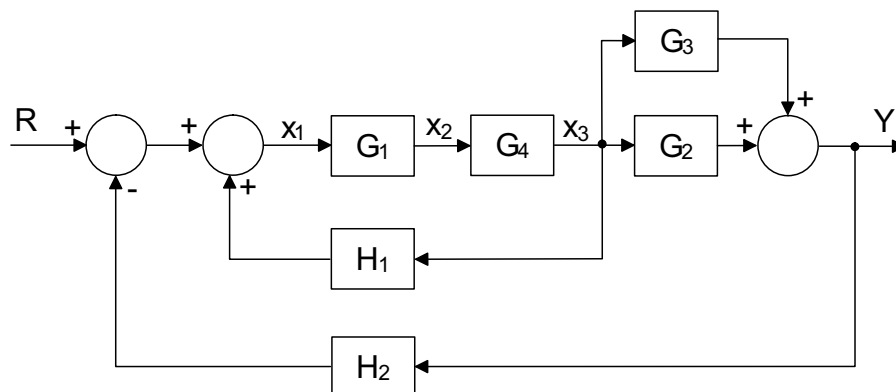 G3
+
R + + x1 G1 x2 G4 x3 G2 + Y
- +
H1
H2